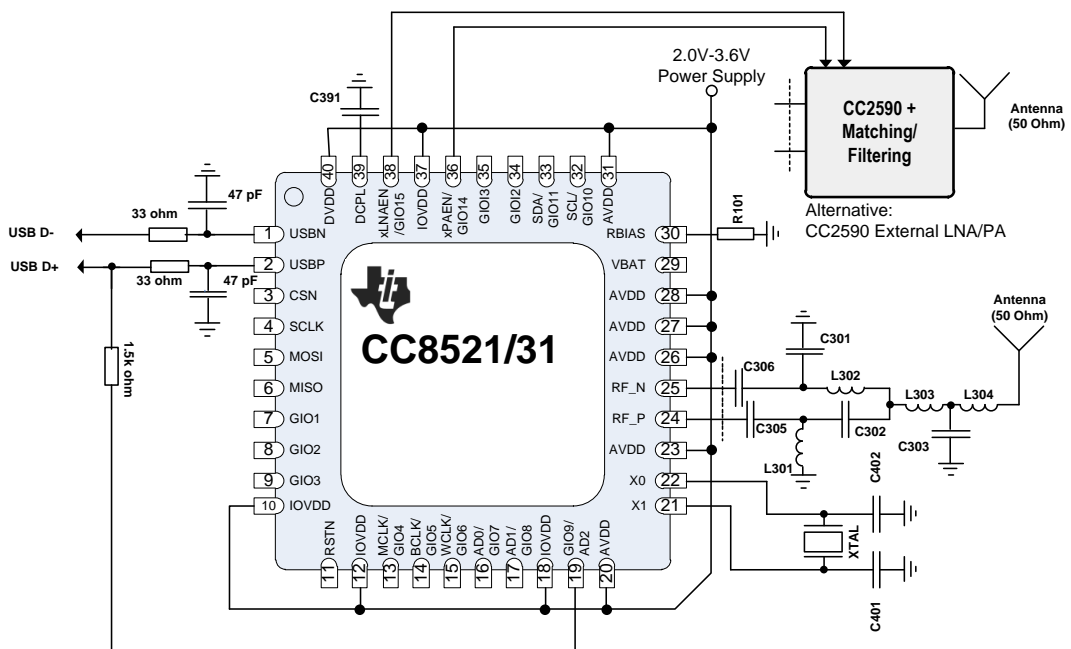 2.0V-3.6V
Power Supply
CC2590 +
Matching/
Filtering
Antenna
(50 Ohm)
Alternative:
CC2590 External LNA/PA
C391
47 pF
33 ohm
USB D-
USB D+
33 ohm
47 pF
1.5k ohm
40
39
38
37
36
35
34
33
32
31
DVDD
DCPL
xLNAEN
/GIO15
IOVDD
xPAEN/
GIO14
GIOI3
GIOI2
SDA/
GIO11
SCL/
GIO10
AVDD
1 USBN
2 USBP
3 CSN
4 SCLK
5 MOSI
6 MISO
7 GIO1
8 GIO2
9 GIO3
10 IOVDD
ti
CC8521/31
RBIAS 30
VBAT 29
AVDD 28
AVDD 27
AVDD 26
RF_N 25
RF_P 24
AVDD 23
X0 22
X1 21
RSTN
IOVDD
MCLK/
GIO4
BCLK/
GIO5
WCLK/
GIO6
AD0/
GIO7
AD1/
GIO8
IOVDD
GIO9/
AD2
AVDD
11
12
13
14
15
16
17
18
19
20
R101
Antenna
(50 Ohm)
C301
C306
L302
L303
L304
C305
C302
C303
L301
C402
XTAL
C401